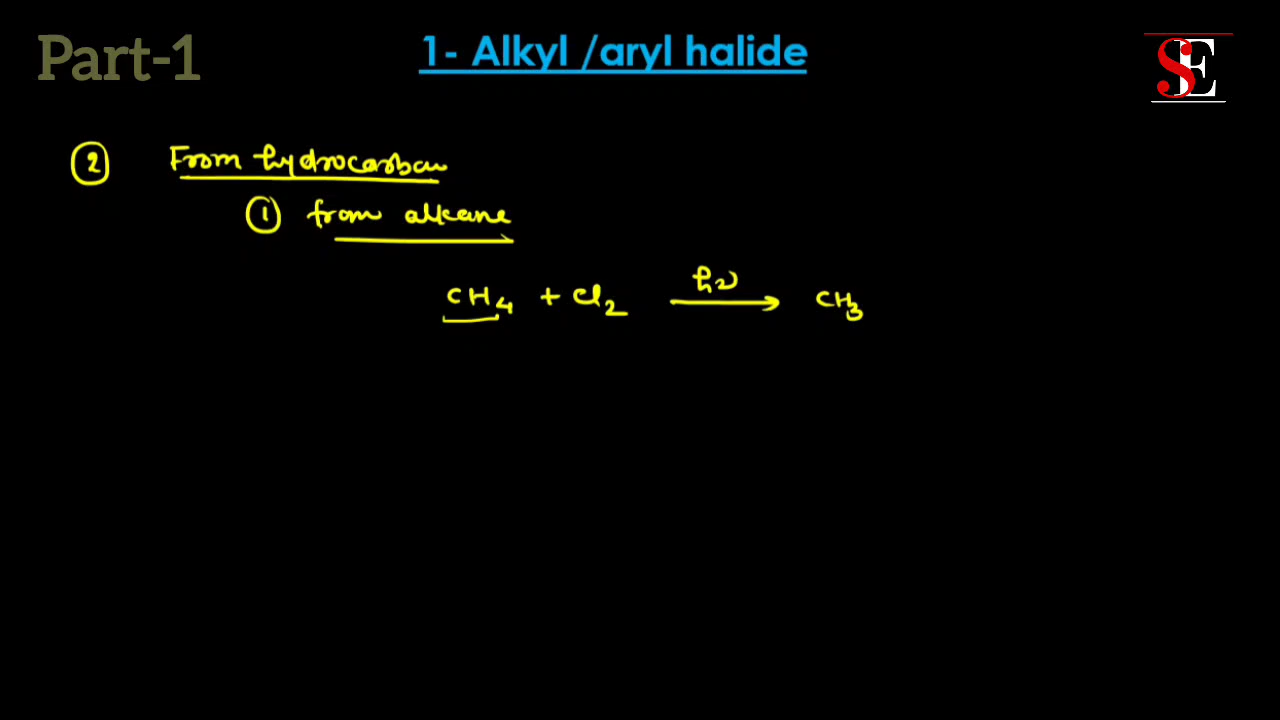 Part-1
1- Alkyl /aryl halide
SE
② From hydrocarbon
① from alkane
CH₄ + Cl₂ hν → CH₃